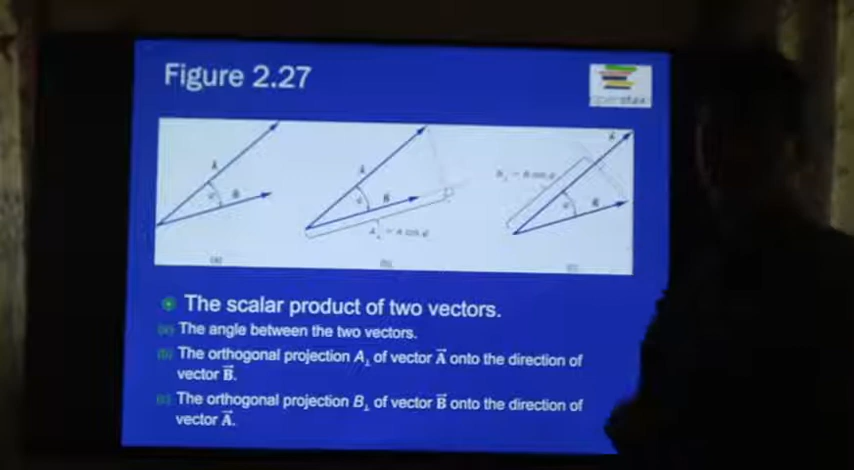 Figure 2.27
openstax
(a)
(b)
The scalar product of two vectors.
(a) The angle between the two vectors.
(b) The orthogonal projection A⊥ of vector A⃗ onto the direction of
vector B⃗.
(c) The orthogonal projection B⊥ of vector B⃗ onto the direction of
vector A⃗.